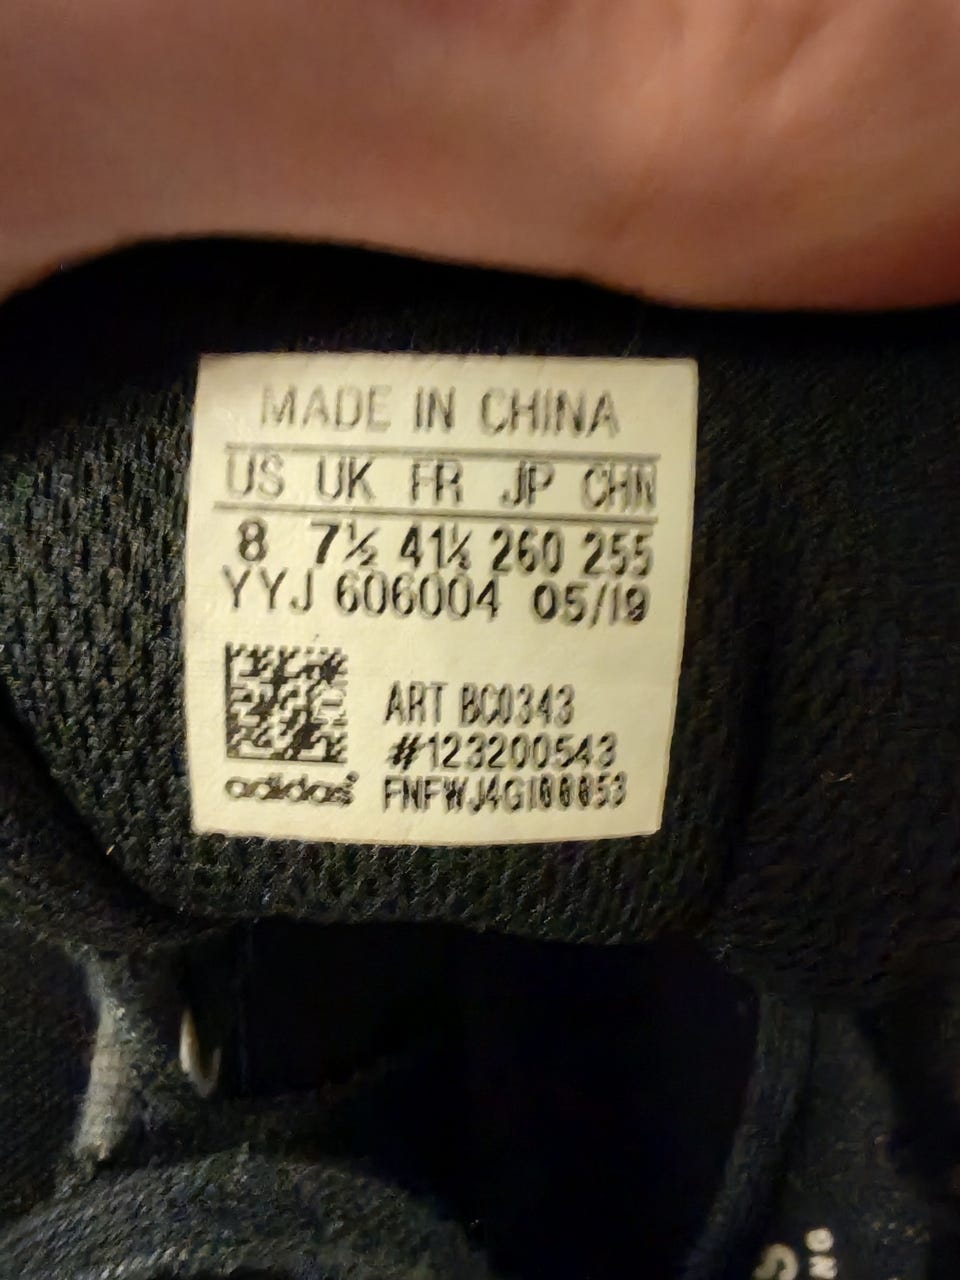 MADE IN CHINA
US UK FR JP CHN
8 7½ 41½ 260 255
YYJ 606004 05/19
ART BC0343
#123200543
adidas